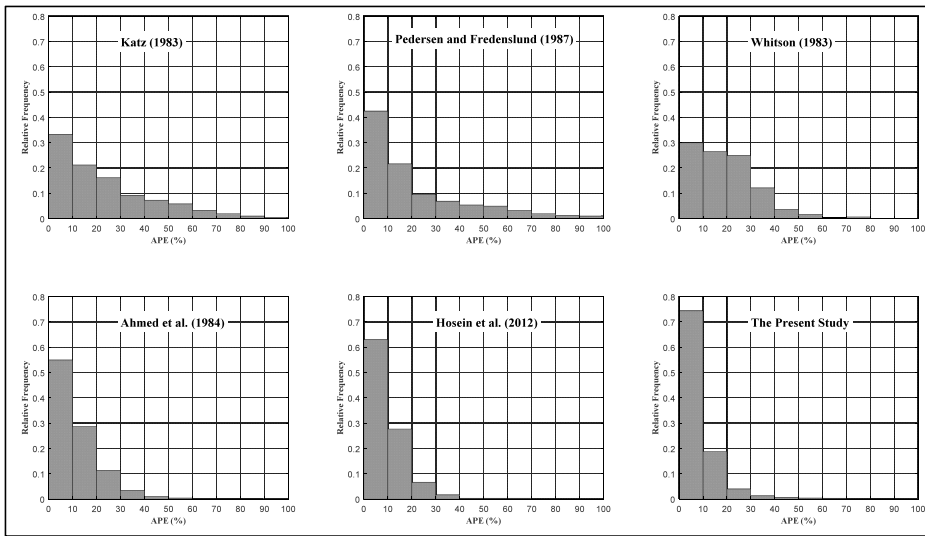 Katz (1983)
Relative Frequency
0.8
0.7
0.6
0.5
0.4
0.3
0.2
0.1
0
0 10 20 30 40 50 60 70 80 90 100
APE (%)
Pedersen and Fredenslund (1987)
Relative Frequency
0.8
0.7
0.6
0.5
0.4
0.3
0.2
0.1
0
0 10 20 30 40 50 60 70 80 90 100
APE (%)
Whitson (1983)
Relative Frequency
0.8
0.7
0.6
0.5
0.4
0.3
0.2
0.1
0
0 10 20 30 40 50 60 70 80 90 100
APE (%)
Ahmed et al. (1984)
Relative Frequency
0.8
0.7
0.6
0.5
0.4
0.3
0.2
0.1
0
0 10 20 30 40 50 60 70 80 90 100
APE (%)
Hosein et al. (2012)
Relative Frequency
0.8
0.7
0.6
0.5
0.4
0.3
0.2
0.1
0
0 10 20 30 40 50 60 70 80 90 100
APE (%)
The Present Study
Relative Frequency
0.8
0.7
0.6
0.5
0.4
0.3
0.2
0.1
0
0 10 20 30 40 50 60 70 80 90 100
APE (%)